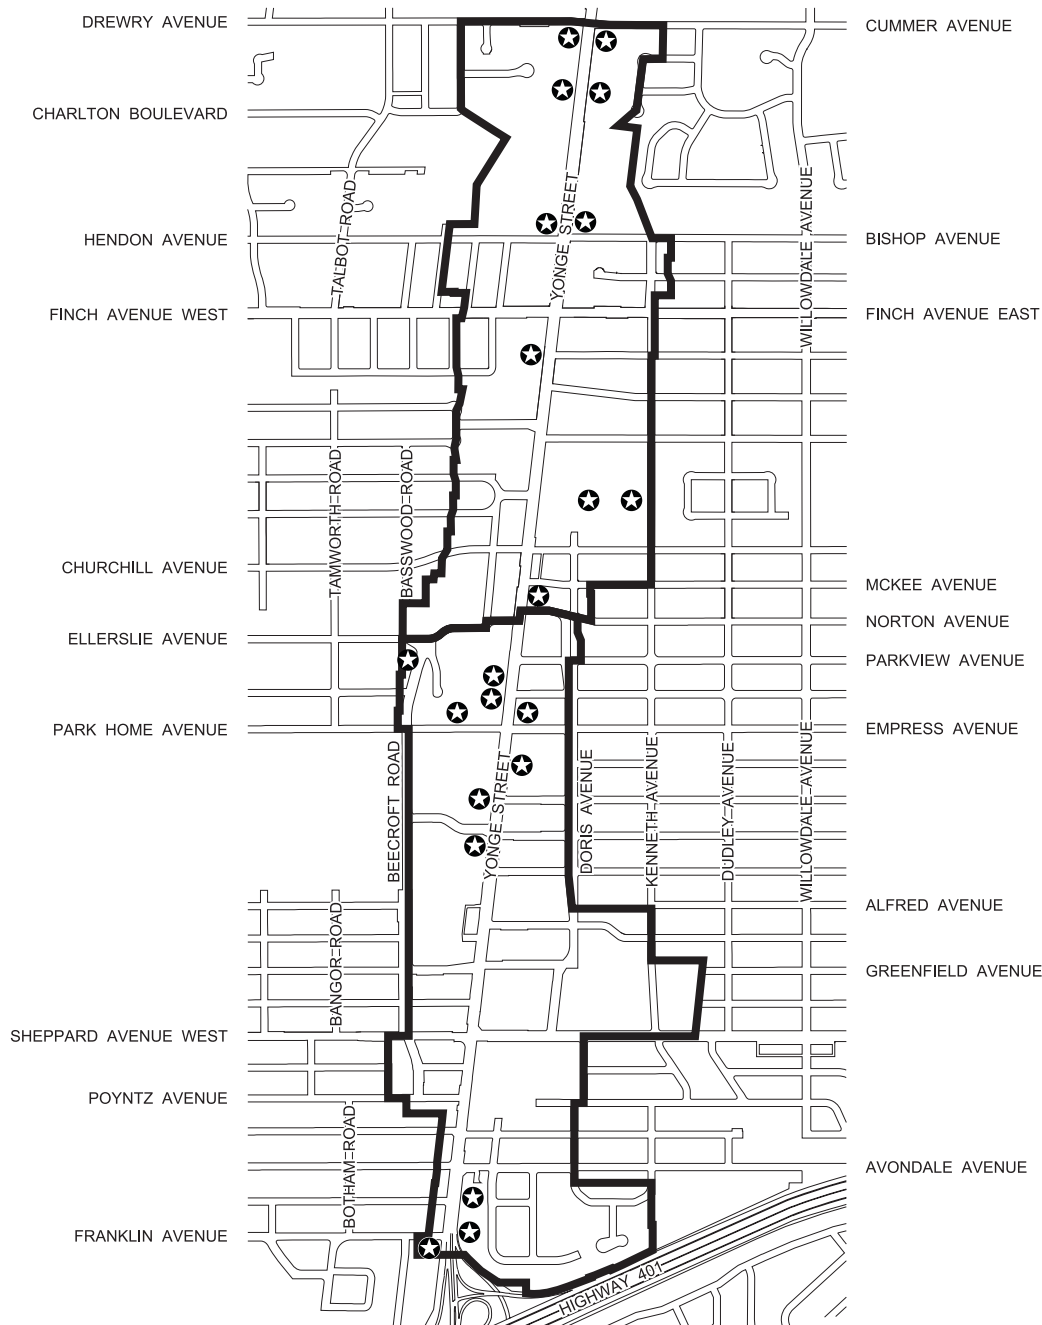 DREWRY AVENUE
CUMMER AVENUE
CHARLTON BOULEVARD
TALBOT ROAD
YONGE STREET
WILLOWDALE AVENUE
HENDON AVENUE
BISHOP AVENUE
FINCH AVENUE WEST
FINCH AVENUE EAST
TAMWORTH ROAD
BASSWOOD ROAD
CHURCHILL AVENUE
MCKEE AVENUE
NORTON AVENUE
ELLERSLIE AVENUE
PARKVIEW AVENUE
PARK HOME AVENUE
EMPRESS AVENUE
BEECROFT ROAD
YONGE STREET
DORIS AVENUE
KENNETH AVENUE
DUDLEY AVENUE
WILLOWDALE AVENUE
ALFRED AVENUE
BANGOR ROAD
GREENFIELD AVENUE
SHEPPARD AVENUE WEST
POYNTZ AVENUE
BOTHAM ROAD
AVONDALE AVENUE
FRANKLIN AVENUE
HIGHWAY 401